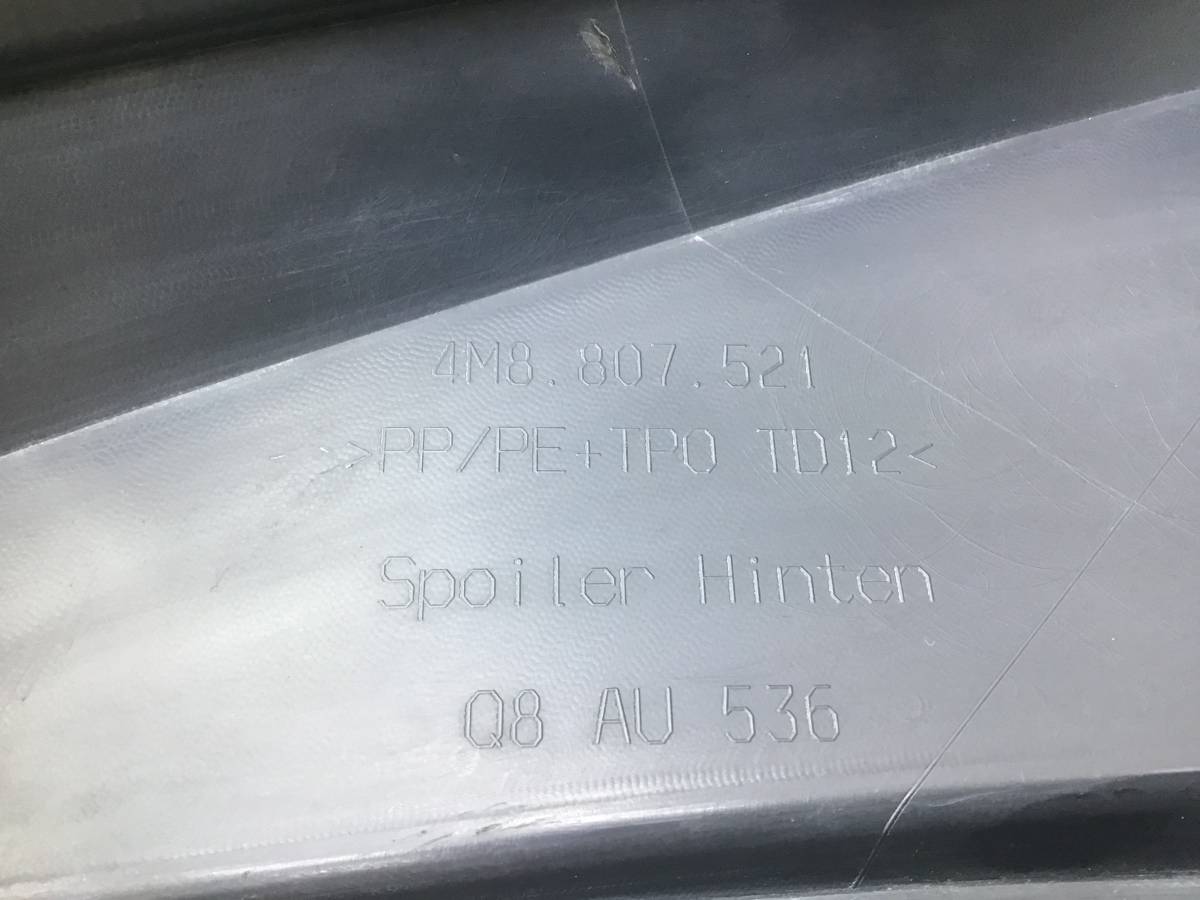 4M8.807.521
>PP/PE+TPO TD12<
Spoiler Hinten
Q8 AU 536